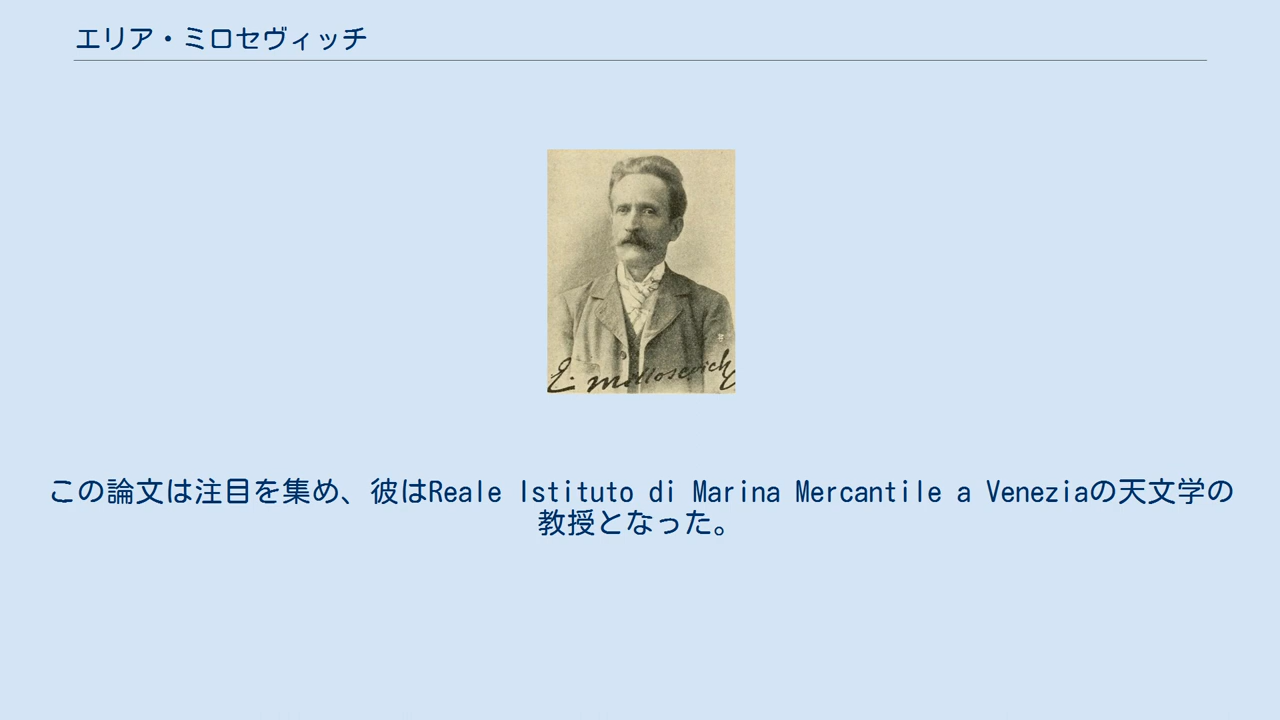 エリア・ミロセヴィッチ
E. Millosevich
この論文は注目を集め、彼はReale Istituto di Marina Mercantile a Veneziaの天文学の
教授となった。